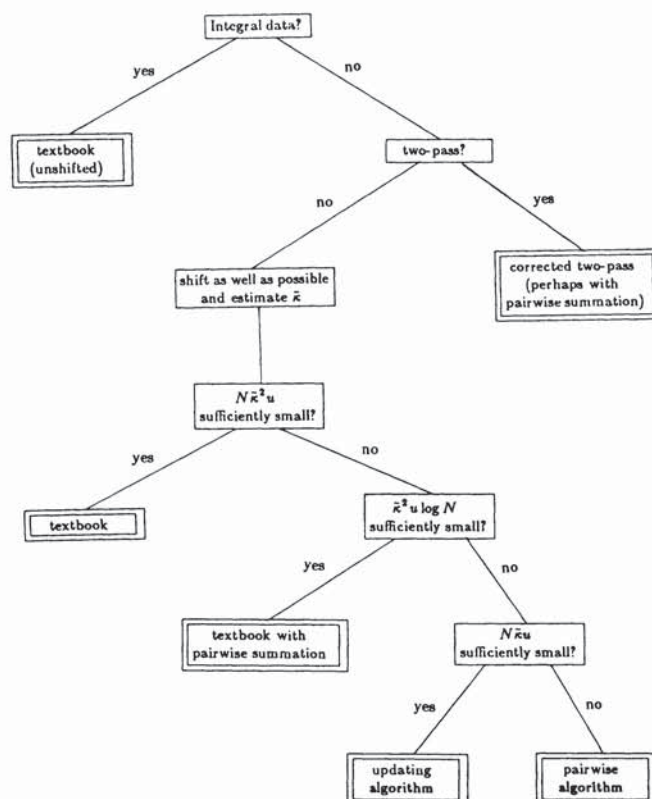 Integral data?
yes
no
textbook
(unshifted)
two-pass?
no
yes
shift as well as possible
and estimate κ̃
corrected two-pass
(perhaps with
pairwise summation)
Nκ̃²u
sufficiently small?
yes
no
textbook
κ̃²u log N
sufficiently small?
yes
no
textbook with
pairwise summation
Nκ̃u
sufficiently small?
yes
no
updating
algorithm
pairwise
algorithm